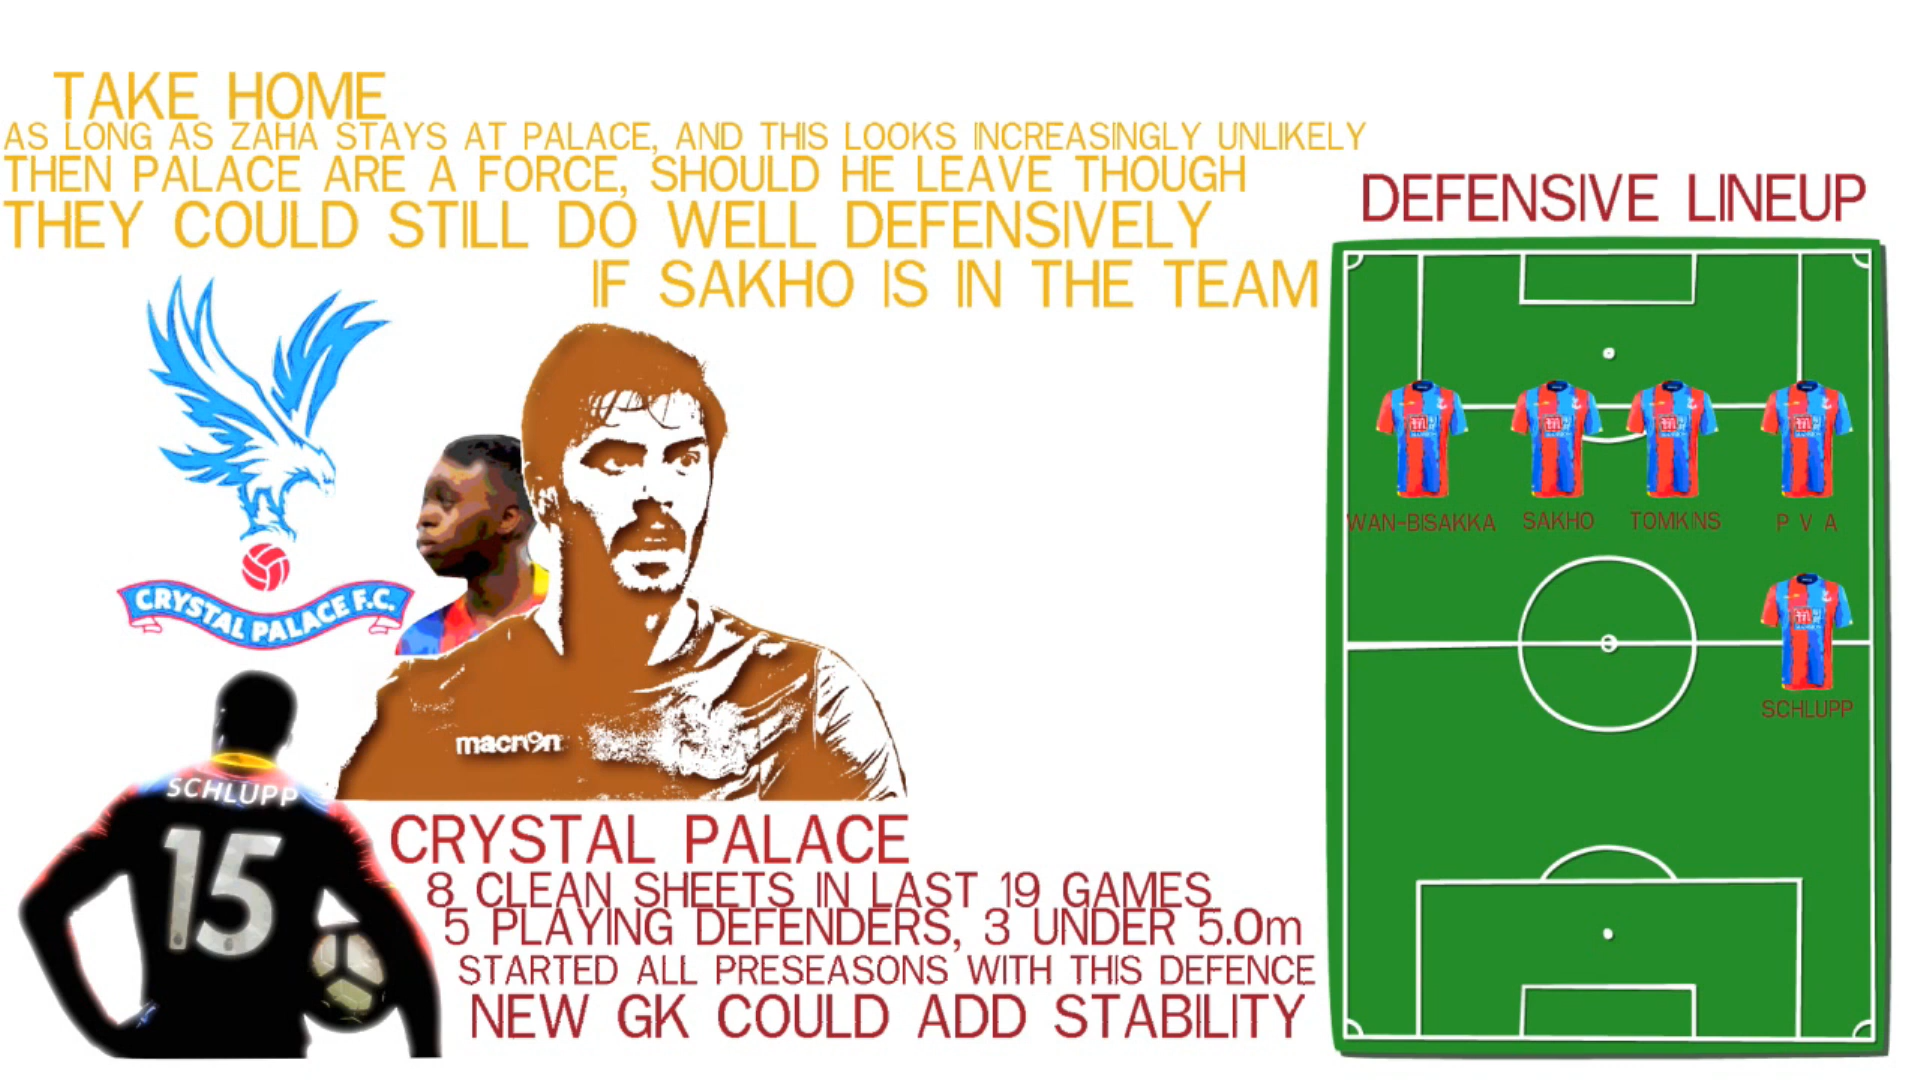 TAKE HOME
AS LONG AS ZAHA STAYS AT PALACE, AND THIS LOOKS INCREASINGLY UNLIKELY
THEN PALACE ARE A FORCE, SHOULD HE LEAVE THOUGH
THEY COULD STILL DO WELL DEFENSIVELY
IF SAKHO IS IN THE TEAM
DEFENSIVE LINEUP
WAN-BISAKKA SAKHO TOMKINS P V A
SCHLUPP
CRYSTAL PALACE F.C.
macron
SCHLUPP
15
CRYSTAL PALACE
8 CLEAN SHEETS IN LAST 19 GAMES
5 PLAYING DEFENDERS, 3 UNDER 5.0m
STARTED ALL PRESEASONS WITH THIS DEFENCE
NEW GK COULD ADD STABILITY